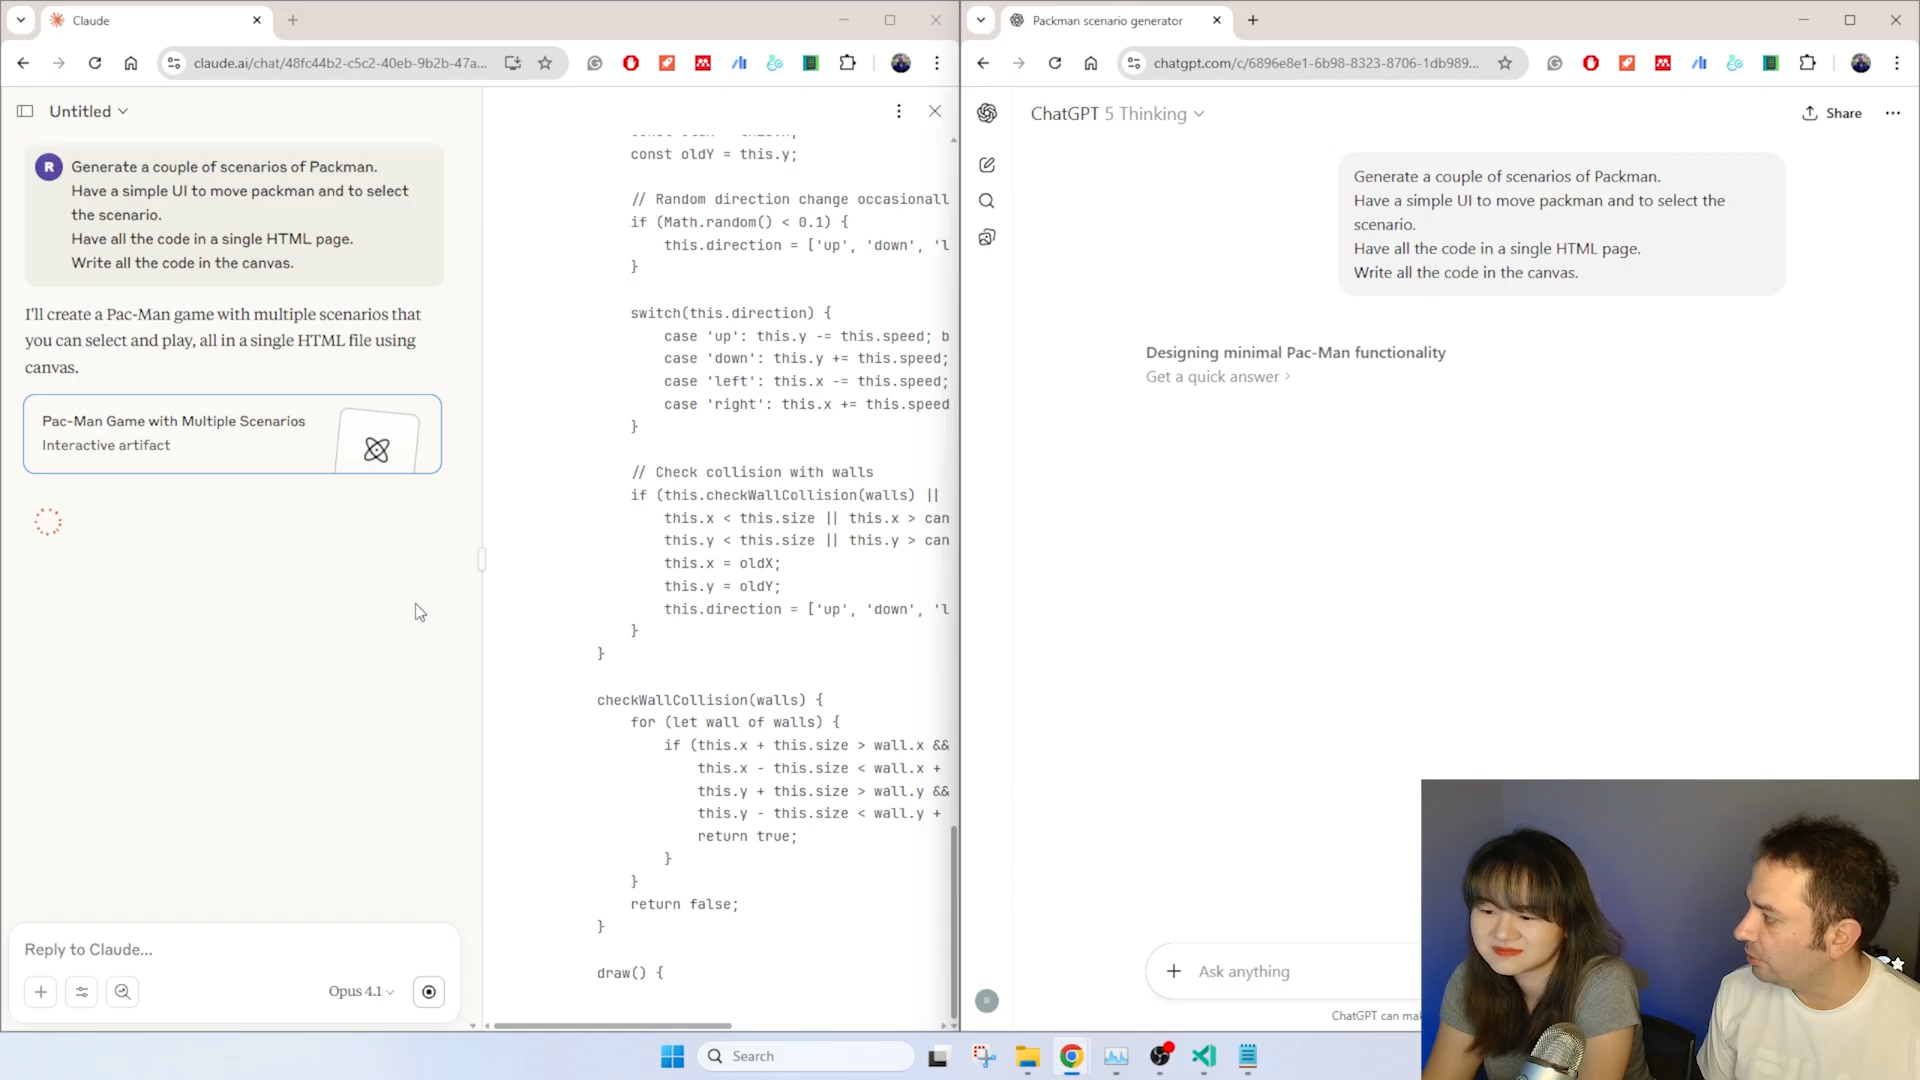 Claude
claude.ai/chat/48fc44b2-c5c2-40eb-9b2b-47a...
Untitled
R
Generate a couple of scenarios of Packman.
Have a simple UI to move packman and to select
the scenario.
Have all the code in a single HTML page.
Write all the code in the canvas.
I'll create a Pac-Man game with multiple scenarios that
you can select and play, all in a single HTML file using
canvas.
Pac-Man Game with Multiple Scenarios
Interactive artifact
Reply to Claude...
Opus 4.1
const oldY = this.y;
// Random direction change occasionall
if (Math.random() < 0.1) {
this.direction = ['up', 'down', 'l
}
switch(this.direction) {
case 'up': this.y -= this.speed; b
case 'down': this.y += this.speed;
case 'left': this.x -= this.speed;
case 'right': this.x += this.speed
}
// Check collision with walls
if (this.checkWallCollision(walls) ||
this.x < this.size || this.x > can
this.y < this.size || this.y > can
this.x = oldX;
this.y = oldY;
this.direction = ['up', 'down', 'l
}
}
checkWallCollision(walls) {
for (let wall of walls) {
if (this.x + this.size > wall.x &&
this.x - this.size < wall.x +
this.y + this.size > wall.y &&
this.y - this.size < wall.y +
return true;
}
}
return false;
}
draw() {
Packman scenario generator
chatgpt.com/c/6896e8e1-6b98-8323-8706-1db989...
ChatGPT 5 Thinking
Share
Generate a couple of scenarios of Packman.
Have a simple UI to move packman and to select the
scenario.
Have all the code in a single HTML page.
Write all the code in the canvas.
Designing minimal Pac-Man functionality
Get a quick answer
Ask anything
ChatGPT can ma
R
Search